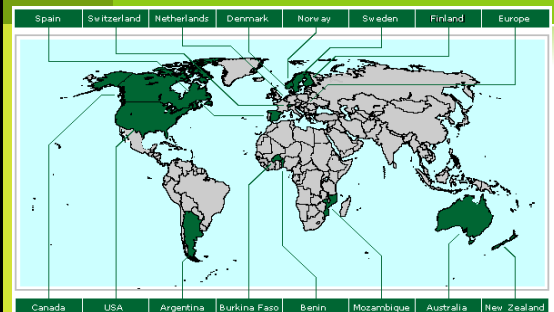 Spain Switzerland Netherlands Denmark Norway Sweden Finland Europe
Canada USA Argentina Burkina Faso Benin Mozambique Australia New Zealand